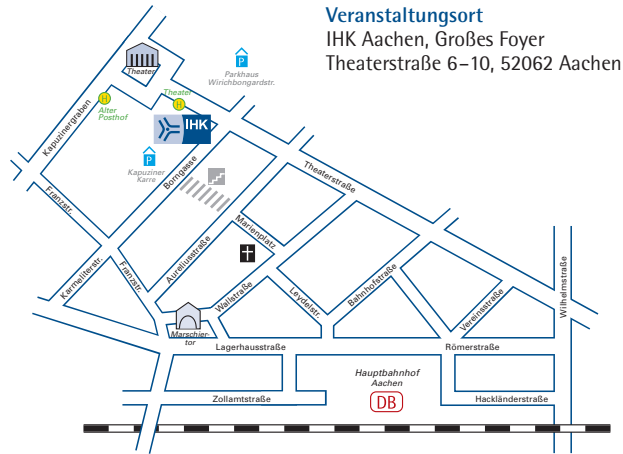 Veranstaltungsort
IHK Aachen, Großes Foyer
Theaterstraße 6–10, 52062 Aachen
Theater
P
Parkhaus
Wirichbongardstr.
H
Theater
H
Alter
Posthof
IHK
Kapuzinergraben
P
Kapuziner
Karre
Borngasse
Theaterstraße
Franzstr.
Marienplatz
Aureliusstraße
Karmeliterstr.
Franzstr.
Wallstraße
Leydelstr.
Bahnhofstraße
Vereinsstraße
Wilhelmstraße
Marschier-
tor
Lagerhausstraße
Römerstraße
Hauptbahnhof
Aachen
DB
Zollamtstraße
Hackländerstraße